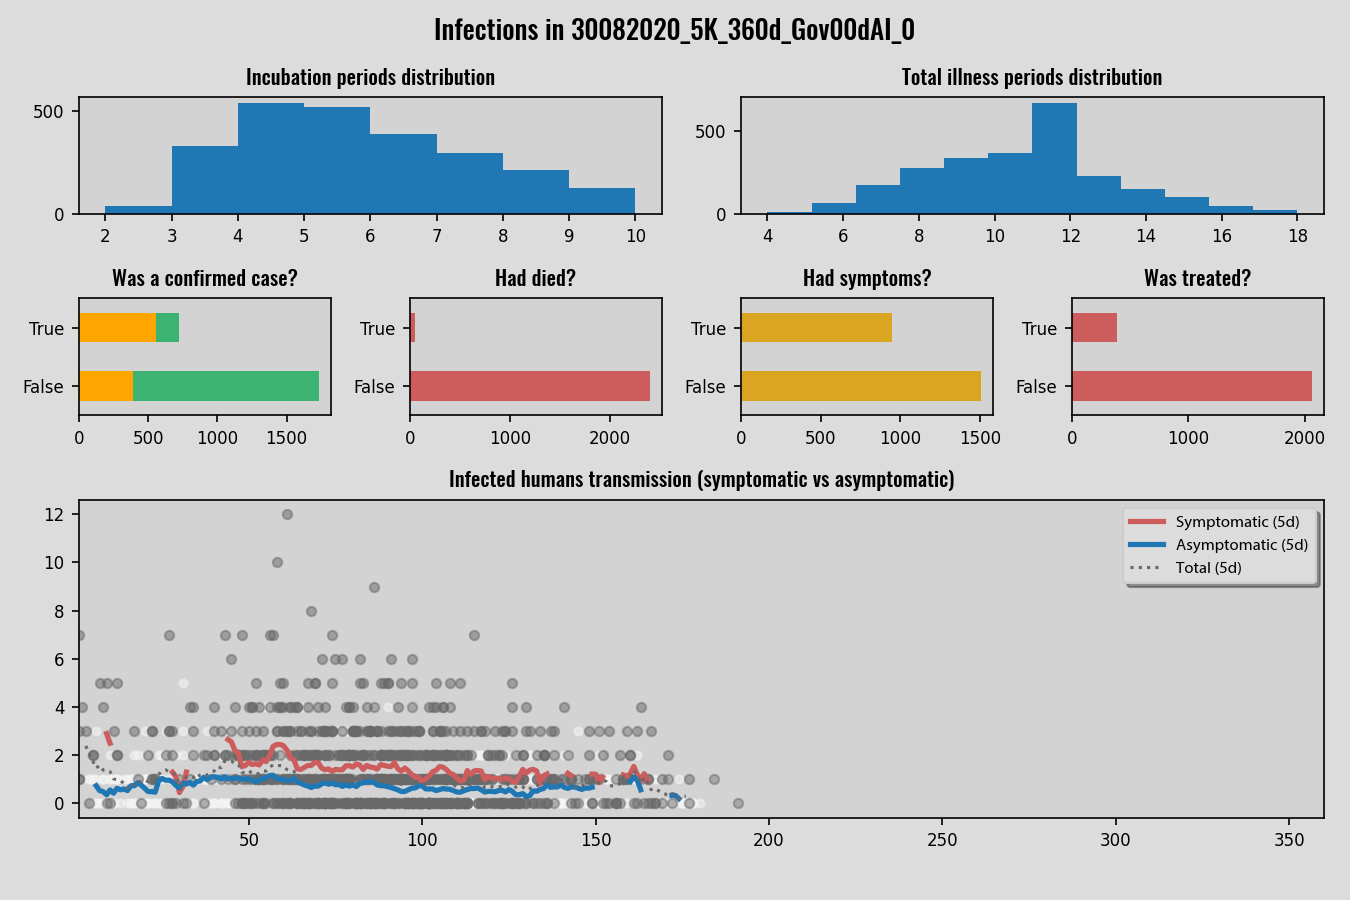 Infections in 30082020_5K_360d_Gov00dAI_0
Incubation periods distribution
Total illness periods distribution
500
0
2 3 4 5 6 7 8 9 10
500
0
4 6 8 10 12 14 16 18
Was a confirmed case?
Had died?
Had symptoms?
Was treated?
True
False
0 500 1000 1500
True
False
0 1000 2000
True
False
0 500 1000 1500
True
False
0 1000 2000
Infected humans transmission (symptomatic vs asymptomatic)
12
10
8
6
4
2
0
Symptomatic (5d)
Asymptomatic (5d)
Total (5d)
50 100 150 200 250 300 350